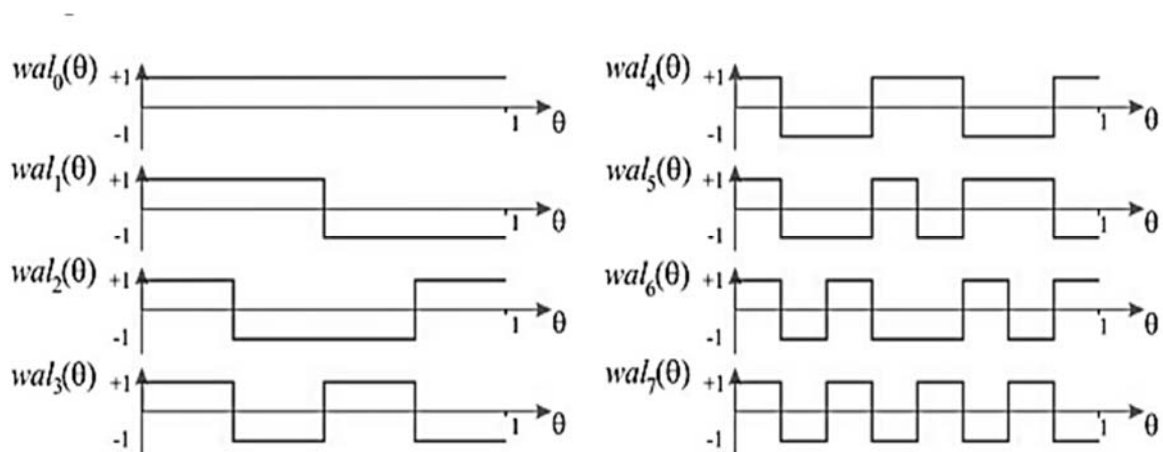 wal₀(θ) +1
-1 1 θ
wal₁(θ) +1
-1 1 θ
wal₂(θ) +1
-1 1 θ
wal₃(θ) +1
-1 1 θ
wal₄(θ) +1
-1 1 θ
wal₅(θ) +1
-1 1 θ
wal₆(θ) +1
-1 1 θ
wal₇(θ) +1
-1 1 θ